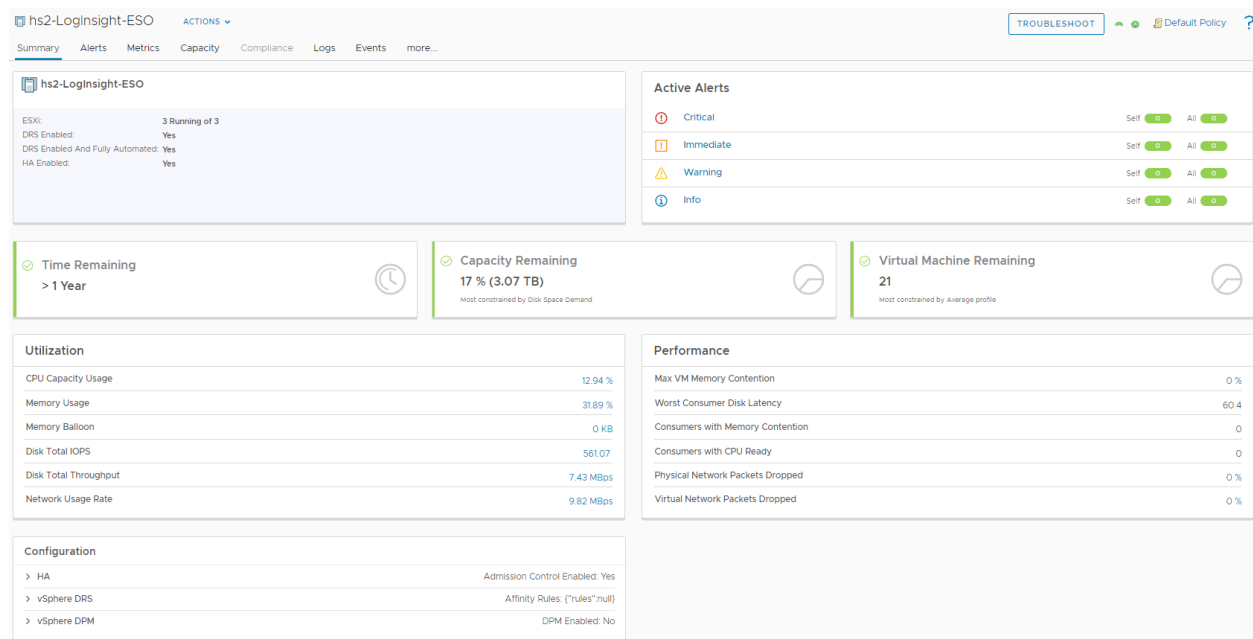 hs2-LogInsight-ESO ACTIONS TROUBLESHOOT Default Policy ?
Summary Alerts Metrics Capacity Compliance Logs Events more...
hs2-LogInsight-ESO
ESXi: 3 Running of 3
DRS Enabled: Yes
DRS Enabled And Fully Automated: Yes
HA Enabled: Yes
Active Alerts
Critical Self 0 All 0
Immediate Self 0 All 0
Warning Self 0 All 0
Info Self 0 All 0
Time Remaining
> 1 Year
Capacity Remaining
17 % (3.07 TB)
Most constrained by Disk Space Demand
Virtual Machine Remaining
21
Most constrained by Average profile
Utilization
CPU Capacity Usage 12.94 %
Memory Usage 31.89 %
Memory Balloon 0 KB
Disk Total IOPS 561.07
Disk Total Throughput 7.43 MBps
Network Usage Rate 9.82 MBps
Performance
Max VM Memory Contention 0 %
Worst Consumer Disk Latency 60.4
Consumers with Memory Contention 0
Consumers with CPU Ready 0
Physical Network Packets Dropped 0 %
Virtual Network Packets Dropped 0 %
Configuration
> HA Admission Control Enabled: Yes
> vSphere DRS Affinity Rules: {"rules":null}
> vSphere DPM DPM Enabled: No